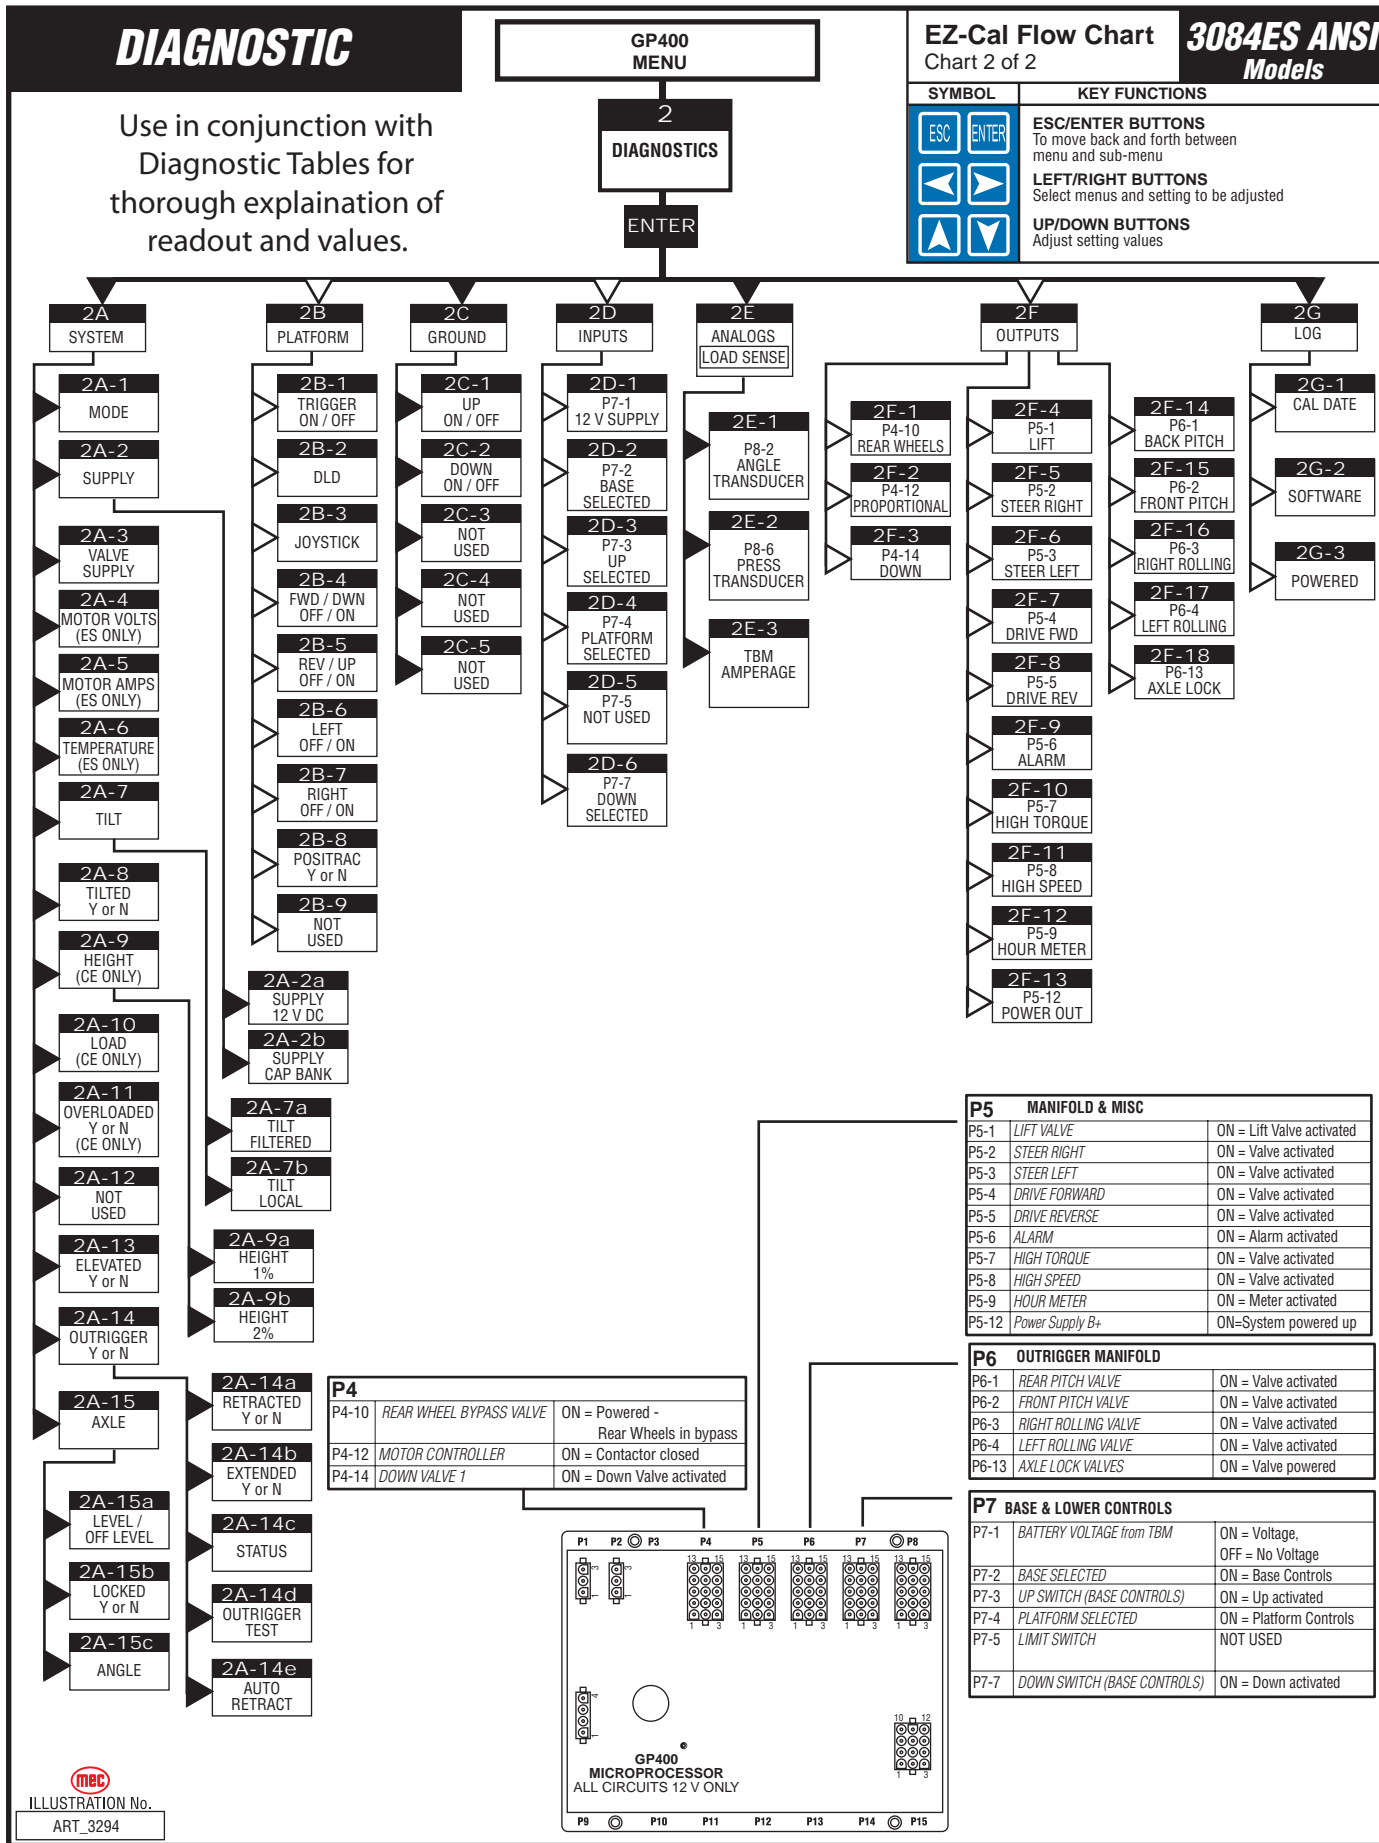 DIAGNOSTIC
Use in conjunction with
Diagnostic Tables for
thorough explaination of
readout and values.
GP400
MENU
2
DIAGNOSTICS
ENTER
EZ-Cal Flow Chart
Chart 2 of 2
3084ES ANSI
Models
SYMBOL KEY FUNCTIONS
ESC ENTER
ESC/ENTER BUTTONS
To move back and forth between
menu and sub-menu
LEFT/RIGHT BUTTONS
Select menus and setting to be adjusted
UP/DOWN BUTTONS
Adjust setting values
2A
SYSTEM
2A-1
MODE
2A-2
SUPPLY
2A-3
VALVE
SUPPLY
2A-4
MOTOR VOLTS
(ES ONLY)
2A-5
MOTOR AMPS
(ES ONLY)
2A-6
TEMPERATURE
(ES ONLY)
2A-7
TILT
2A-8
TILTED
Y or N
2A-9
HEIGHT
(CE ONLY)
2A-10
LOAD
(CE ONLY)
2A-11
OVERLOADED
Y or N
(CE ONLY)
2A-12
NOT
USED
2A-13
ELEVATED
Y or N
2A-14
OUTRIGGER
Y or N
2A-15
AXLE
2A-15a
LEVEL /
OFF LEVEL
2A-15b
LOCKED
Y or N
2A-15c
ANGLE
2A-2a
SUPPLY
12 V DC
2A-2b
SUPPLY
CAP BANK
2A-7a
TILT
FILTERED
2A-7b
TILT
LOCAL
2A-9a
HEIGHT
1%
2A-9b
HEIGHT
2%
2A-14a
RETRACTED
Y or N
2A-14b
EXTENDED
Y or N
2A-14c
STATUS
2A-14d
OUTRIGGER
TEST
2A-14e
AUTO
RETRACT
2B
PLATFORM
2B-1
TRIGGER
ON / OFF
2B-2
DLD
2B-3
JOYSTICK
2B-4
FWD / DWN
OFF / ON
2B-5
REV / UP
OFF / ON
2B-6
LEFT
OFF / ON
2B-7
RIGHT
OFF / ON
2B-8
POSITRAC
Y or N
2B-9
NOT
USED
2C
GROUND
2C-1
UP
ON / OFF
2C-2
DOWN
ON / OFF
2C-3
NOT
USED
2C-4
NOT
USED
2C-5
NOT
USED
2D
INPUTS
2D-1
P7-1
12 V SUPPLY
2D-2
P7-2
BASE
SELECTED
2D-3
P7-3
UP
SELECTED
2D-4
P7-4
PLATFORM
SELECTED
2D-5
P7-5
NOT USED
2D-6
P7-7
DOWN
SELECTED
2E
ANALOGS
LOAD SENSE
2E-1
P8-2
ANGLE
TRANSDUCER
2E-2
P8-6
PRESS
TRANSDUCER
2E-3
TBM
AMPERAGE
2F
OUTPUTS
2F-1
P4-10
REAR WHEELS
2F-2
P4-12
PROPORTIONAL
2F-3
P4-14
DOWN
2F-4
P5-1
LIFT
2F-5
P5-2
STEER RIGHT
2F-6
P5-3
STEER LEFT
2F-7
P5-4
DRIVE FWD
2F-8
P5-5
DRIVE REV
2F-9
P5-6
ALARM
2F-10
P5-7
HIGH TORQUE
2F-11
P5-8
HIGH SPEED
2F-12
P5-9
HOUR METER
2F-13
P5-12
POWER OUT
2F-14
P6-1
BACK PITCH
2F-15
P6-2
FRONT PITCH
2F-16
P6-3
RIGHT ROLLING
2F-17
P6-4
LEFT ROLLING
2F-18
P6-13
AXLE LOCK
2G
LOG
2G-1
CAL DATE
2G-2
SOFTWARE
2G-3
POWERED
P5 MANIFOLD & MISC
P5-1 LIFT VALVE ON = Lift Valve activated
P5-2 STEER RIGHT ON = Valve activated
P5-3 STEER LEFT ON = Valve activated
P5-4 DRIVE FORWARD ON = Valve activated
P5-5 DRIVE REVERSE ON = Valve activated
P5-6 ALARM ON = Alarm activated
P5-7 HIGH TORQUE ON = Valve activated
P5-8 HIGH SPEED ON = Valve activated
P5-9 HOUR METER ON = Meter activated
P5-12 Power Supply B+ ON=System powered up
P6 OUTRIGGER MANIFOLD
P6-1 REAR PITCH VALVE ON = Valve activated
P6-2 FRONT PITCH VALVE ON = Valve activated
P6-3 RIGHT ROLLING VALVE ON = Valve activated
P6-4 LEFT ROLLING VALVE ON = Valve activated
P6-13 AXLE LOCK VALVES ON = Valve powered
P4
P4-10 REAR WHEEL BYPASS VALVE ON = Powered -
Rear Wheels in bypass
P4-12 MOTOR CONTROLLER ON = Contactor closed
P4-14 DOWN VALVE 1 ON = Down Valve activated
P7 BASE & LOWER CONTROLS
P7-1 BATTERY VOLTAGE from TBM ON = Voltage,
OFF = No Voltage
P7-2 BASE SELECTED ON = Base Controls
P7-3 UP SWITCH (BASE CONTROLS) ON = Up activated
P7-4 PLATFORM SELECTED ON = Platform Controls
P7-5 LIMIT SWITCH NOT USED
P7-7 DOWN SWITCH (BASE CONTROLS) ON = Down activated
P1 P2 P3 P4 P5 P6 P7 P8
3 3 13 15 13 15 13 15 13 15 13 15
1 1 1 3 1 3 1 3 1 3 1 3
4
1
10 12
1 3
GP400
MICROPROCESSOR
ALL CIRCUITS 12 V ONLY
P9 P10 P11 P12 P13 P14 P15
mec
ILLUSTRATION No.
ART_3294